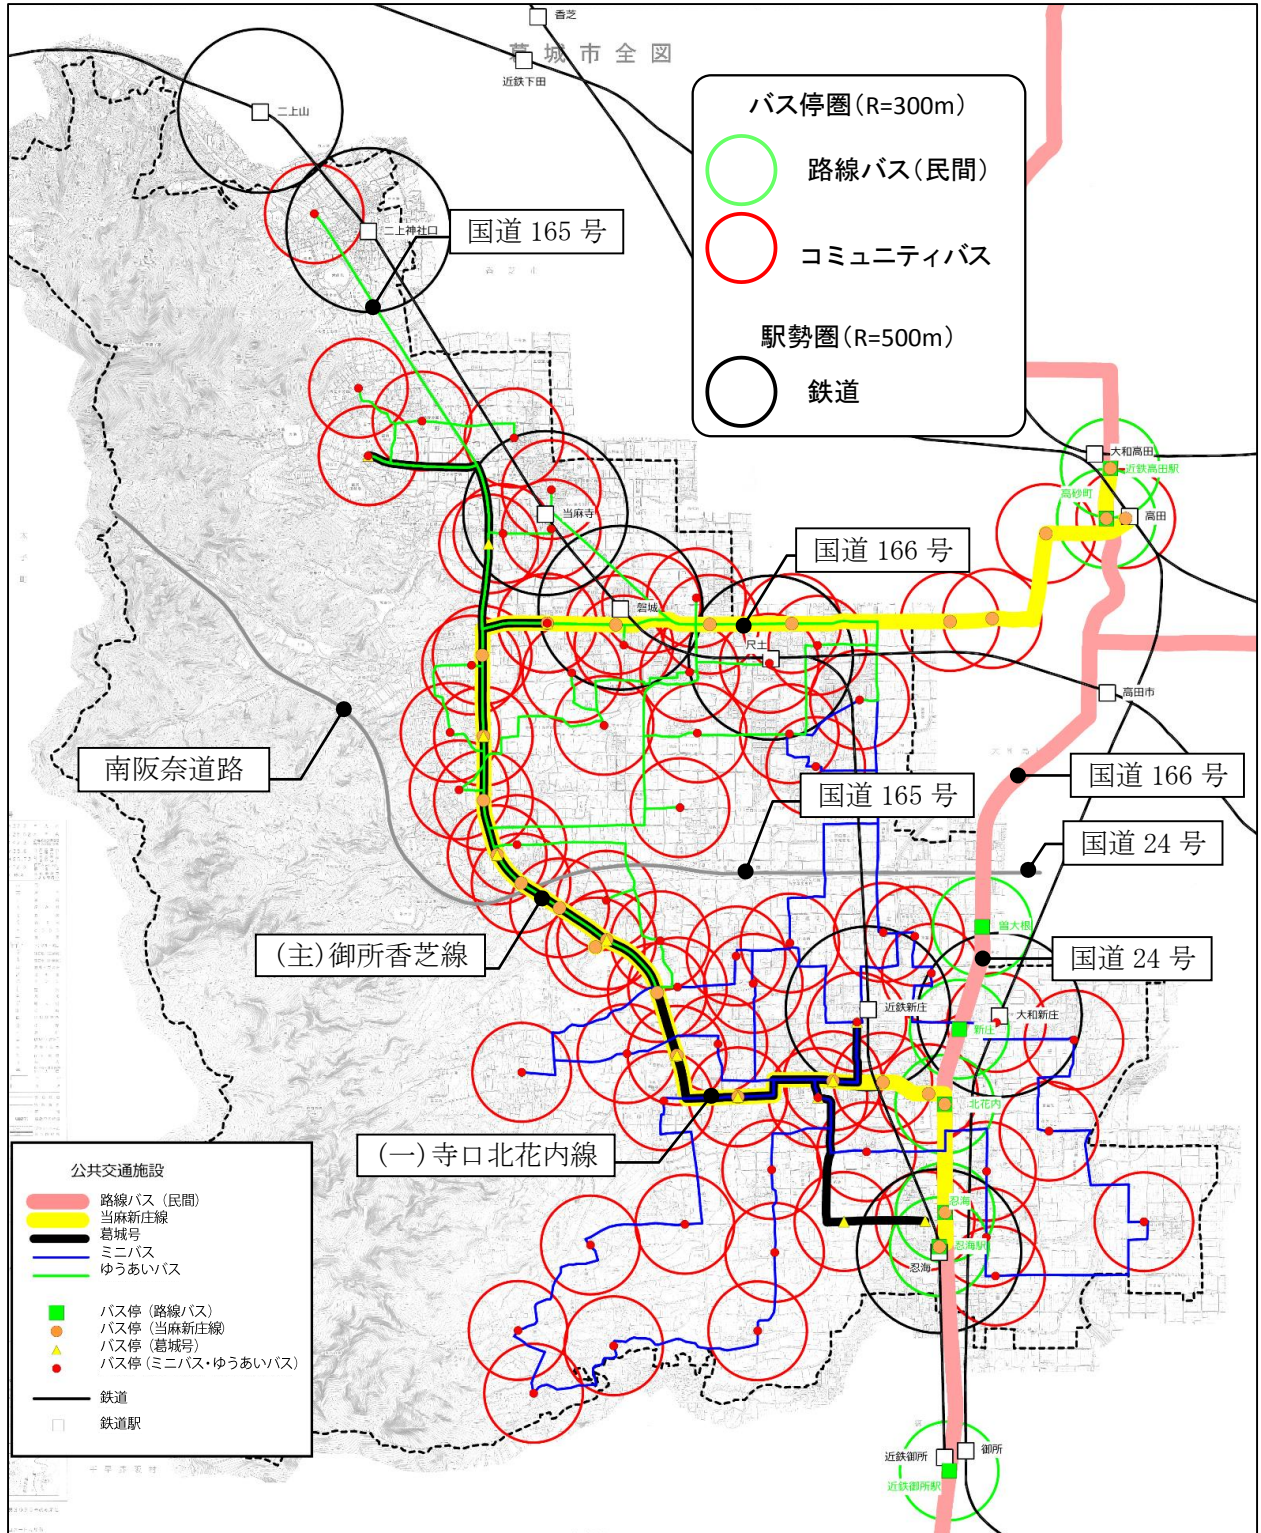 香芝
葛城市全図
近鉄下田
二上山
バス停圏(R=300m)
路線バス(民間)
コミュニティバス
駅勢圏(R=500m)
鉄道
二上神社口
国道 165 号
大和高田
近鉄高田駅
高砂町
高田
当麻寺
国道 166 号
磐城
尺土
高田市
南阪奈道路
国道 166 号
国道 165 号
国道 24 号
曽大根
(主)御所香芝線
国道 24 号
近鉄新庄
大和新庄
新庄
北花内
(一)寺口北花内線
忍海
忍海駅
忍海
公共交通施設
路線バス (民間)
当麻新庄線
葛城号
ミニバス
ゆうあいバス
バス停 (路線バス)
バス停 (当麻新庄線)
バス停 (葛城号)
バス停 (ミニバス・ゆうあいバス)
鉄道
鉄道駅
近鉄御所
御所
近鉄御所駅